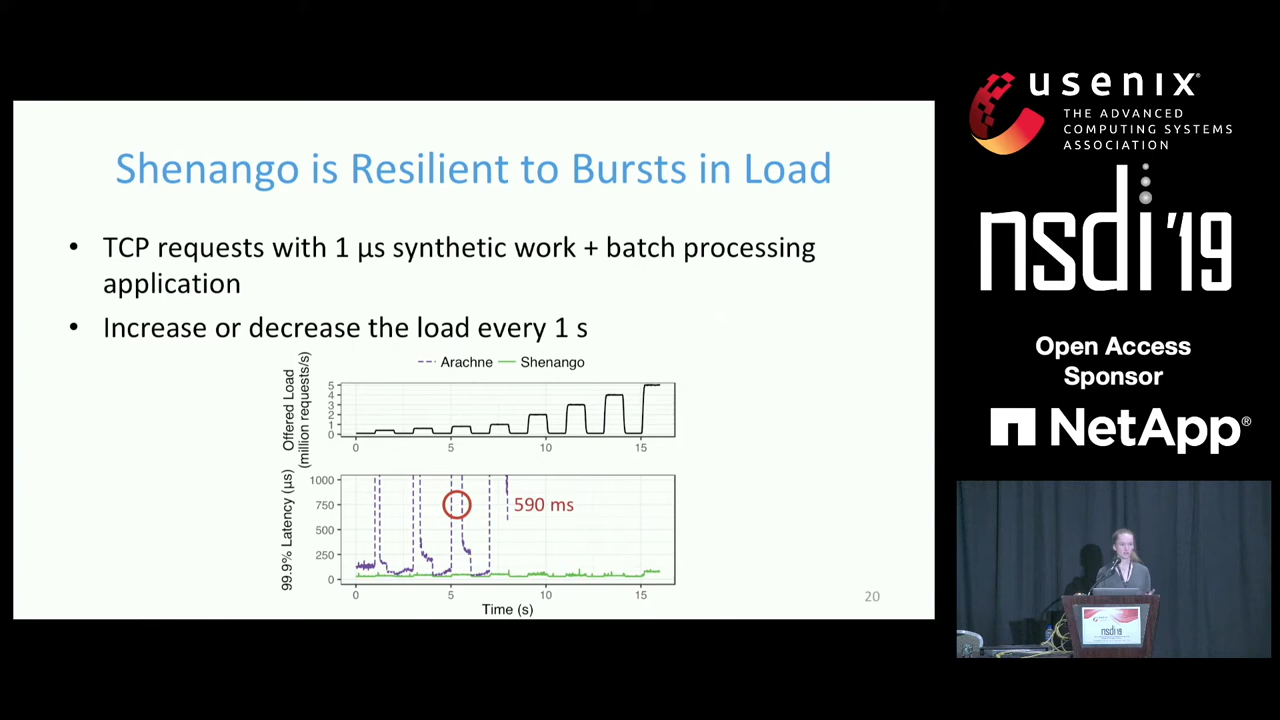 Shenango is Resilient to Bursts in Load
• TCP requests with 1 µs synthetic work + batch processing
application
• Increase or decrease the load every 1 s
Arachne Shenango
Offered Load
(million requests/s)
5
4
3
2
1
0
0 5 10 15
99.9% Latency (µs)
1000
750
500
250
0
590 ms
0 5 10 15
Time (s)
20
usenix
THE ADVANCED
COMPUTING SYSTEMS
ASSOCIATION
nsdi '19
Open Access
Sponsor
NetApp®
nsdi'19